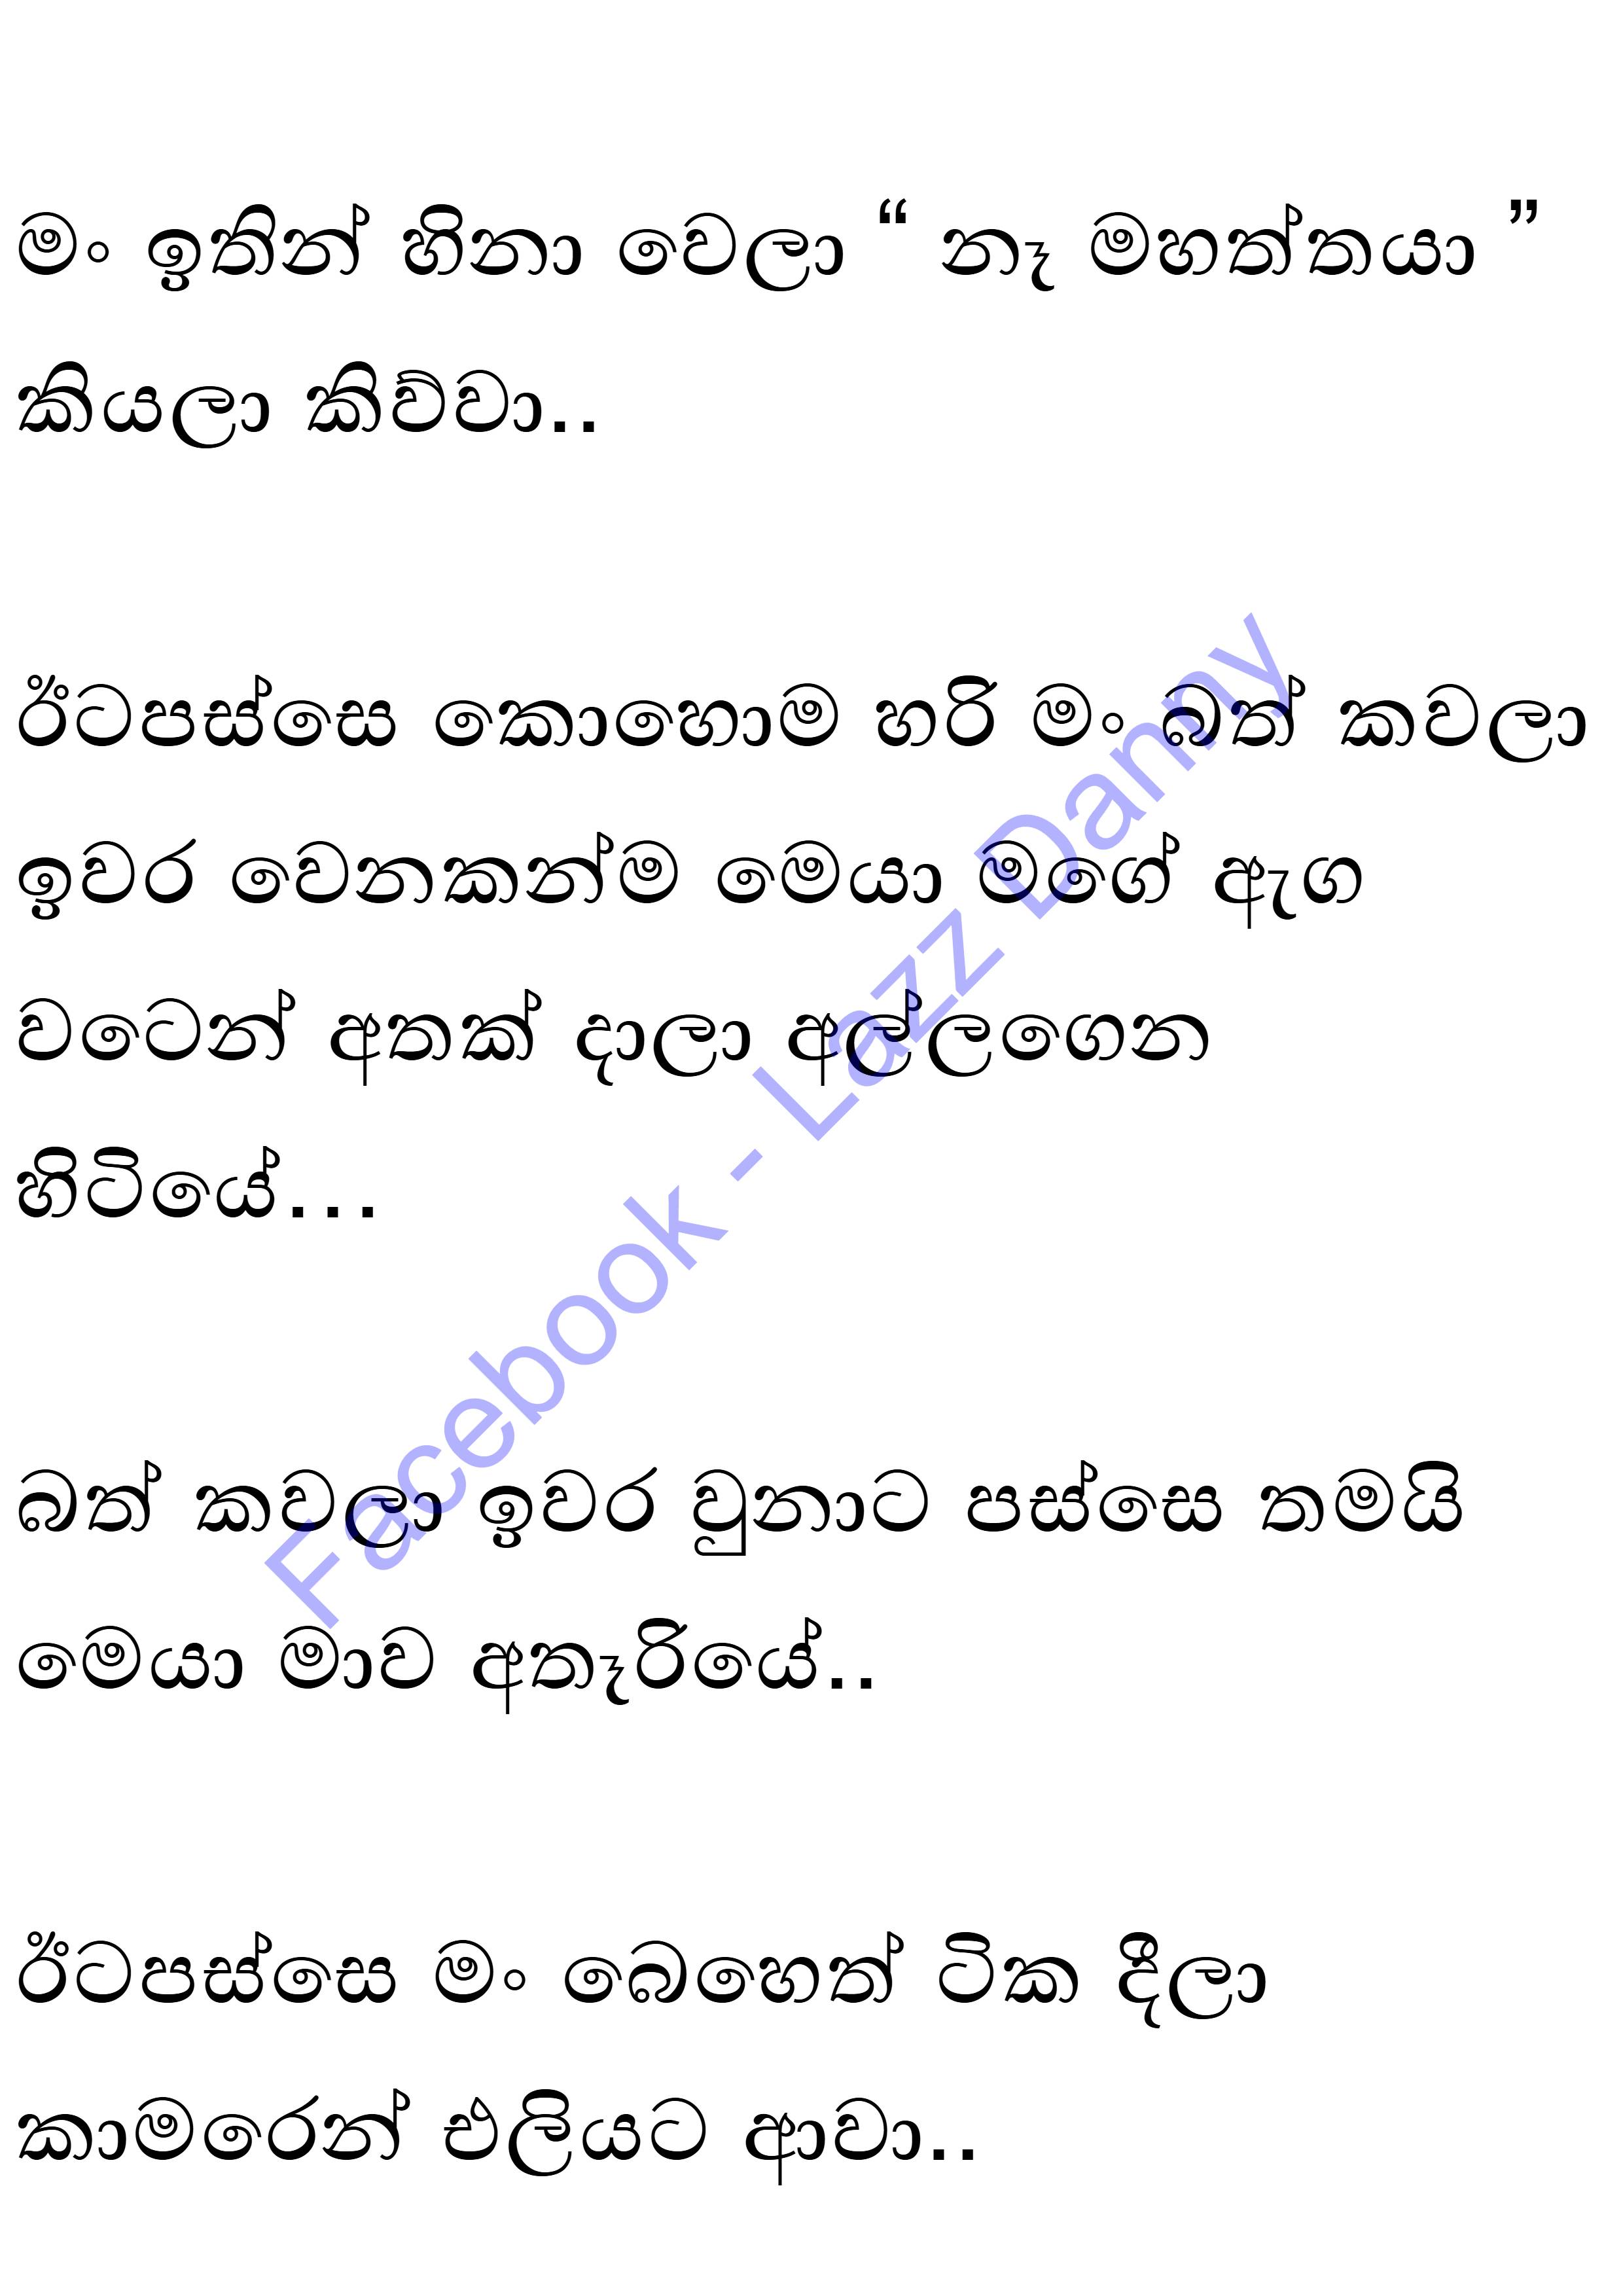 මං ඉතින් හිනා වෙලා “ නෑ මහත්තයා ”
කියලා කිව්වා..
ඊටපස්සෙ කොහොම හරි මං බත් කවලා
ඉවර වෙනකන්ම මෙයා මගේ ඇග
වටෙන් අතක් දාලා අල්ලගෙන
හිටියේ...
බත් කවලා ඉවර වුනාට පස්සෙ තමයි
මෙයා මාව අතෑරියේ..
ඊටපස්සෙ මං බෙහෙත් ටික දීලා
කාමරෙන් එලියට ආවා..
Facebook - Lazz Danny